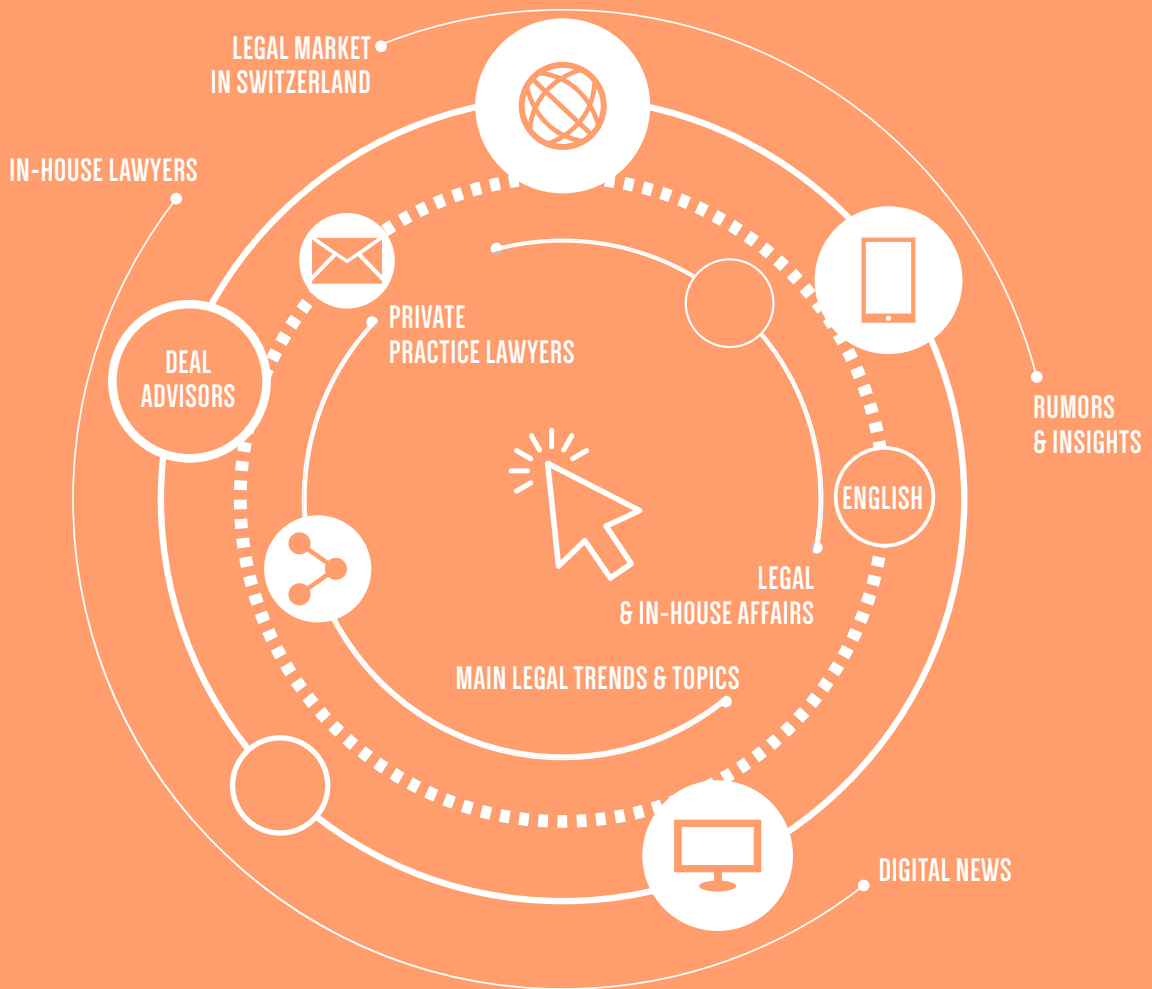 LEGAL MARKET
IN SWITZERLAND
IN-HOUSE LAWYERS
PRIVATE
PRACTICE LAWYERS
DEAL
ADVISORS
RUMORS
& INSIGHTS
ENGLISH
LEGAL
& IN-HOUSE AFFAIRS
MAIN LEGAL TRENDS & TOPICS
DIGITAL NEWS